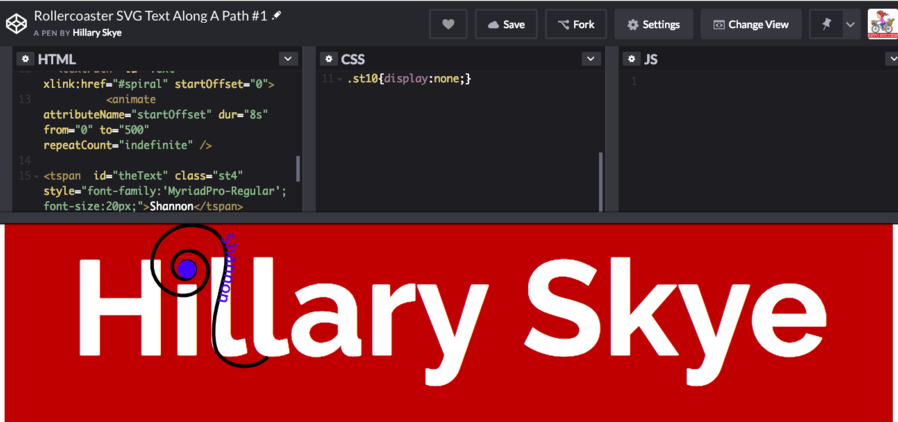 Rollercoaster SVG Text Along A Path #1
A PEN BY Hillary Skye
Save
Fork
Settings
Change View
HTML
xlink:href="#spiral" startOffset="0">
13 <animate
attributeName="startOffset" dur="8s"
from="0" to="500"
repeatCount="indefinite" />
14
15 <tspan id="theText" class="st4"
style="font-family:'MyriadPro-Regular';
font-size:20px;">Shannon</tspan>
CSS
11 .st10{display:none;}
JS
1
Shannon
Hillary Skye